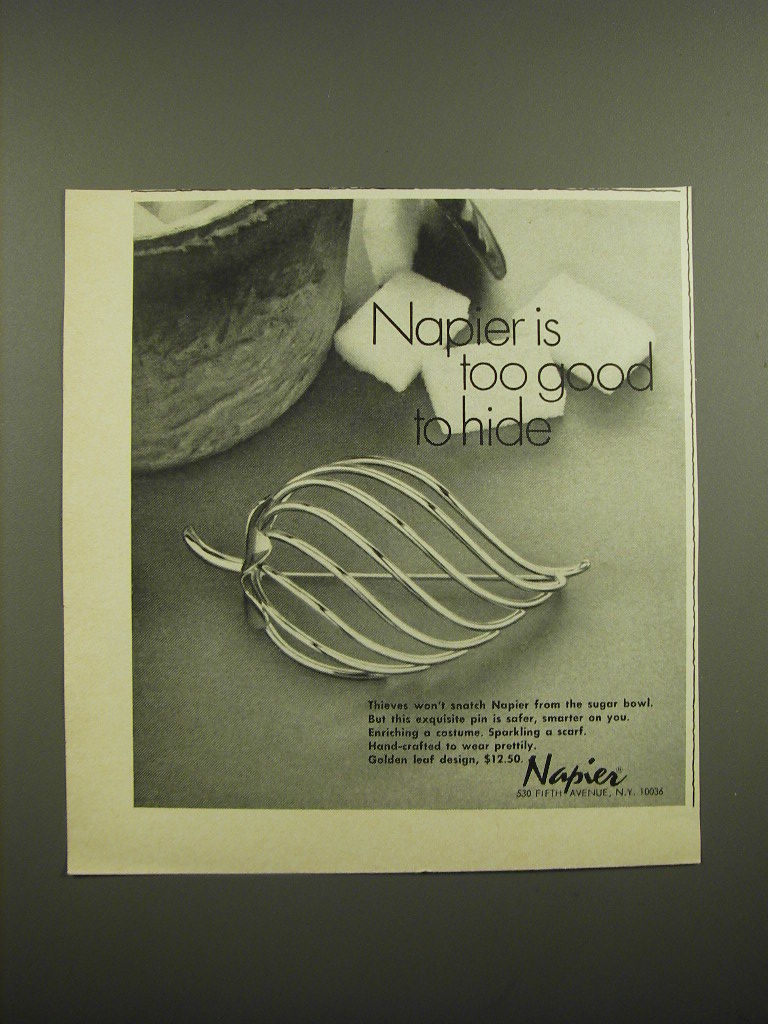 Napier is
too good
to hide
Thieves won't snatch Napier from the sugar bowl.
But this exquisite pin is safer, smarter on you.
Enriching a costume. Sparkling a scarf.
Hand-crafted to wear prettily.
Golden leaf design, $12.50.
Napier®
530 FIFTH AVENUE, N.Y. 10036